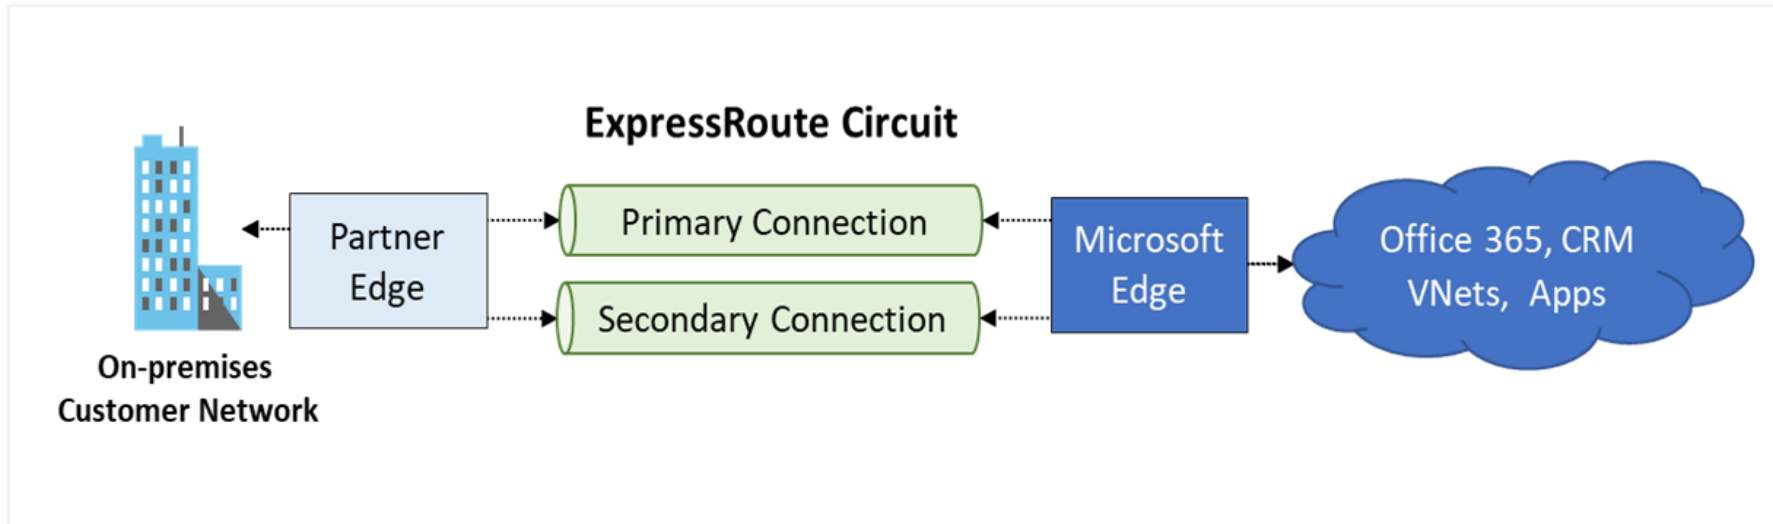 ExpressRoute Circuit
Partner
Edge
Primary Connection
Secondary Connection
Microsoft
Edge
Office 365, CRM
VNets, Apps
On-premises
Customer Network